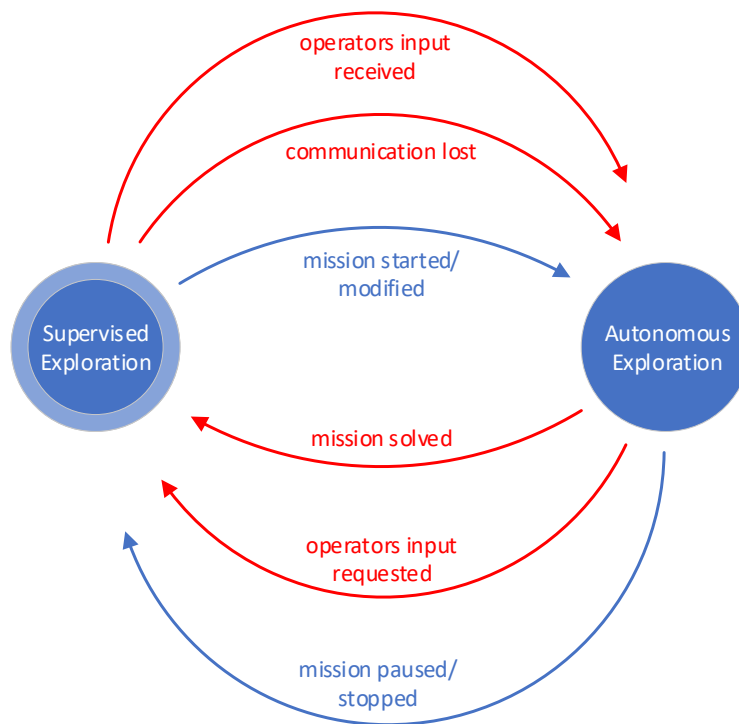 operators input
received
communication lost
mission started/
modified
Supervised
Exploration
Autonomous
Exploration
mission solved
operators input
requested
mission paused/
stopped